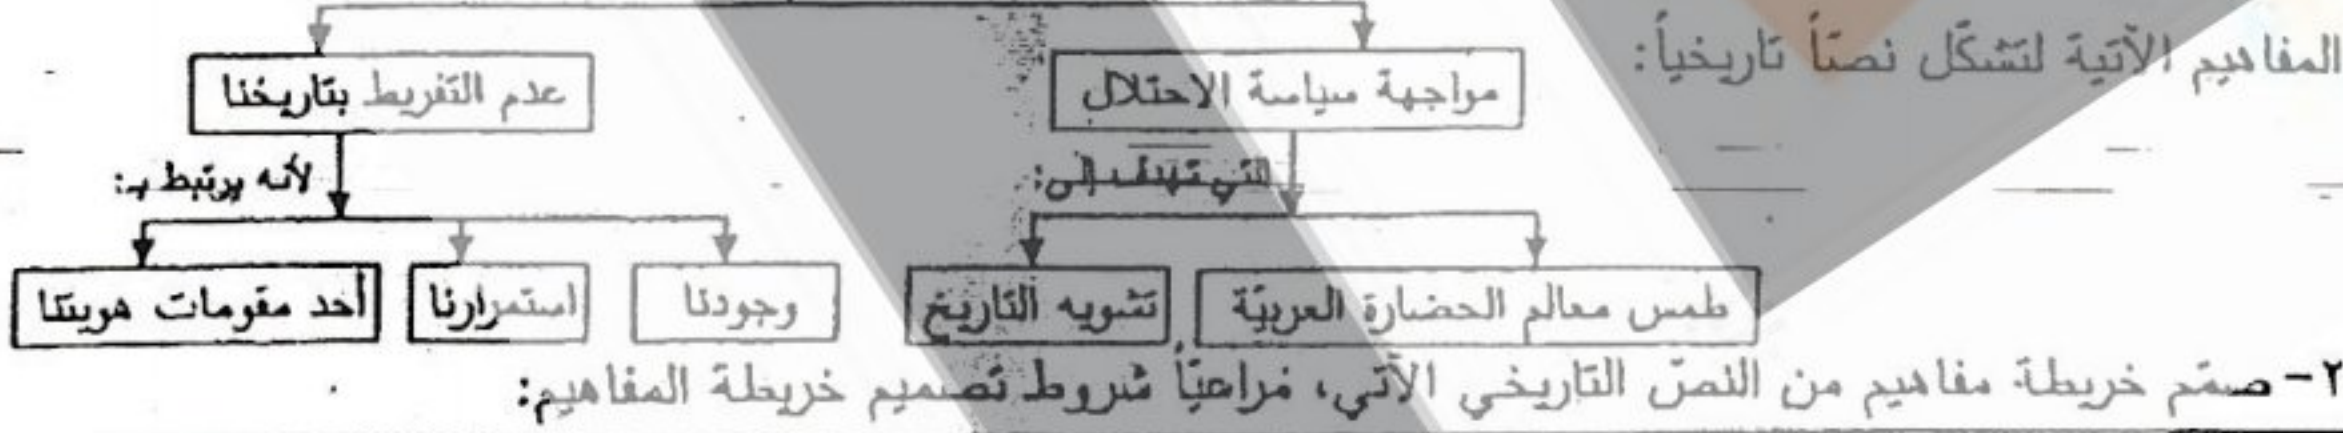 المفاهيم الآتية لتشكّل نصّاً تاريخياً:
مواجهة سياسة الاحتلال
عدم التفريط بتاريخنا
التي تهدف إلى:
لأنه يرتبط بـ:
طمس معالم الحضارة العربيّة
تشويه التاريخ
وجودنا
استمرارنا
أحد مقومات هويتنا
٢- صمّم خريطة مفاهيم من النصّ التاريخي الآتي، مُراعيّاً شروط تصميم خريطة المفاهيم: